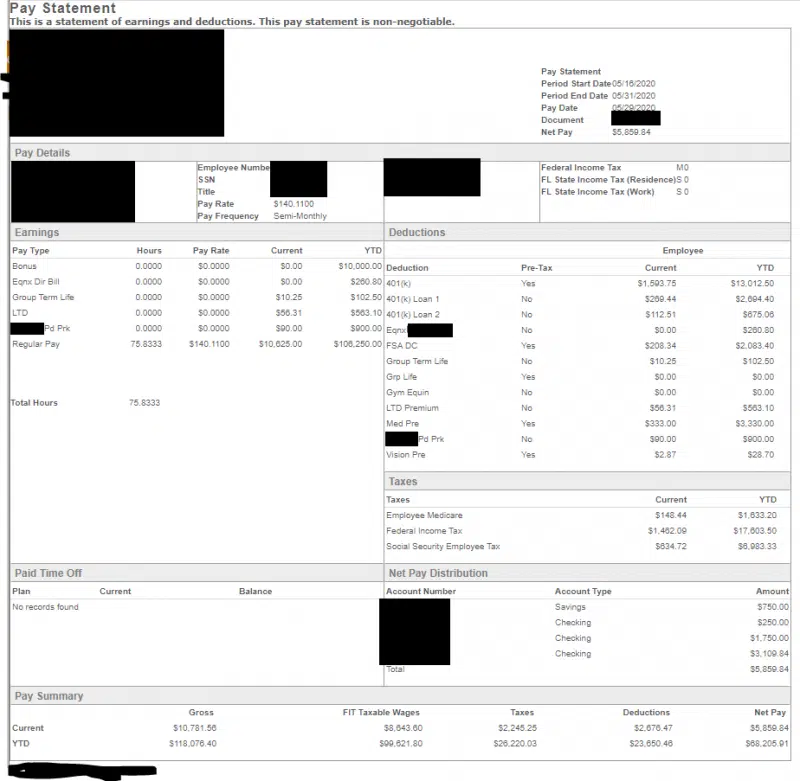 Pay Statement
This is a statement of earnings and deductions. This pay statement is non-negotiable.
Pay Statement
Period Start Date 05/16/2020
Period End Date 05/31/2020
Pay Date 05/29/2020
Document
Net Pay $5,859.84
Pay Details
Employee Numbe
SSN
Title
Pay Rate $140.1100
Pay Frequency Semi-Monthly
Federal Income Tax M 0
FL State Income Tax (Residence) S 0
FL State Income Tax (Work) S 0
Earnings
Pay Type Hours Pay Rate Current YTD
Bonus 0.0000 $0.0000 $0.00 $10,000.00
Eqnx Dir Bill 0.0000 $0.0000 $0.00 $260.80
Group Term Life 0.0000 $0.0000 $10.25 $102.50
LTD 0.0000 $0.0000 $56.31 $563.10
Pd Prk 0.0000 $0.0000 $90.00 $900.00
Regular Pay 75.8333 $140.1100 $10,625.00 $106,250.00
Total Hours 75.8333
Deductions
Employee
Deduction Pre-Tax Current YTD
401(k) Yes $1,593.75 $13,012.50
401(k) Loan 1 No $269.44 $2,694.40
401(k) Loan 2 No $112.51 $675.06
Eqnx No $0.00 $260.80
FSA DC Yes $208.34 $2,083.40
Group Term Life No $10.25 $102.50
Grp Life Yes $0.00 $0.00
Gym Equin No $0.00 $0.00
LTD Premium No $56.31 $563.10
Med Pre Yes $333.00 $3,330.00
Pd Prk No $90.00 $900.00
Vision Pre Yes $2.87 $28.70
Taxes
Taxes Current YTD
Employee Medicare $148.44 $1,633.20
Federal Income Tax $1,462.09 $17,603.50
Social Security Employee Tax $634.72 $6,983.33
Paid Time Off
Plan Current Balance
No records found
Net Pay Distribution
Account Number Account Type Amount
Savings $750.00
Checking $250.00
Checking $1,750.00
Checking $3,109.84
Total $5,859.84
Pay Summary
Gross FIT Taxable Wages Taxes Deductions Net Pay
Current $10,781.56 $8,643.60 $2,245.25 $2,676.47 $5,859.84
YTD $118,076.40 $99,621.80 $26,220.03 $23,650.46 $68,205.91